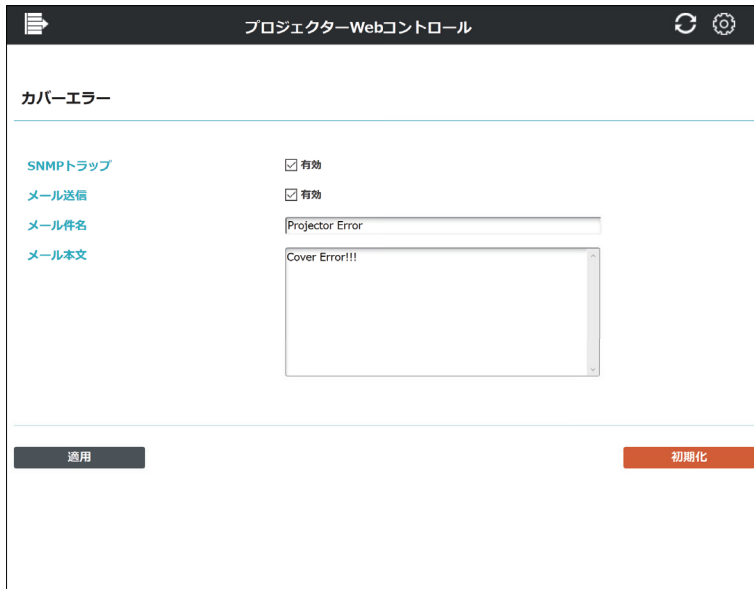 プロジェクターWebコントロール
カバーエラー
SNMPトラップ 有効
メール送信 有効
メール件名 Projector Error
メール本文 Cover Error!!!
適用 初期化